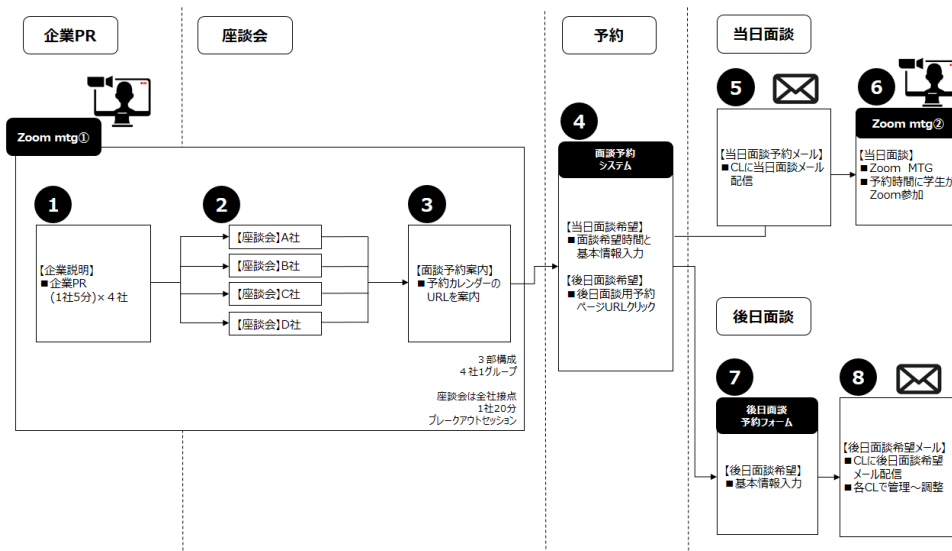 企業PR
座談会
予約
当日面談
Zoom mtg①
1
【企業説明】
■企業PR
(1社5分)×４社
2
【座談会】A社
【座談会】B社
【座談会】C社
【座談会】D社
3
【面談予約案内】
■予約カレンダーの
URLを案内
３部構成
４社1グループ
座談会は全社接点
1社20分
ブレークアウトセッション
4
面談予約
システム
【当日面談希望】
■面談希望時間と
基本情報入力
【後日面談希望】
■後日面談用予約
ページURLクリック
5
【当日面談予約メール】
■CLに当日面談メール
配信
6
Zoom mtg②
【当日面談】
■Zoom MTG
■予約時間に学生が
Zoom参加
後日面談
7
後日面談
予約フォーム
【後日面談希望】
■基本情報入力
8
【後日面談希望メール】
■CLに後日面談希望
メール配信
■各CLで管理～調整